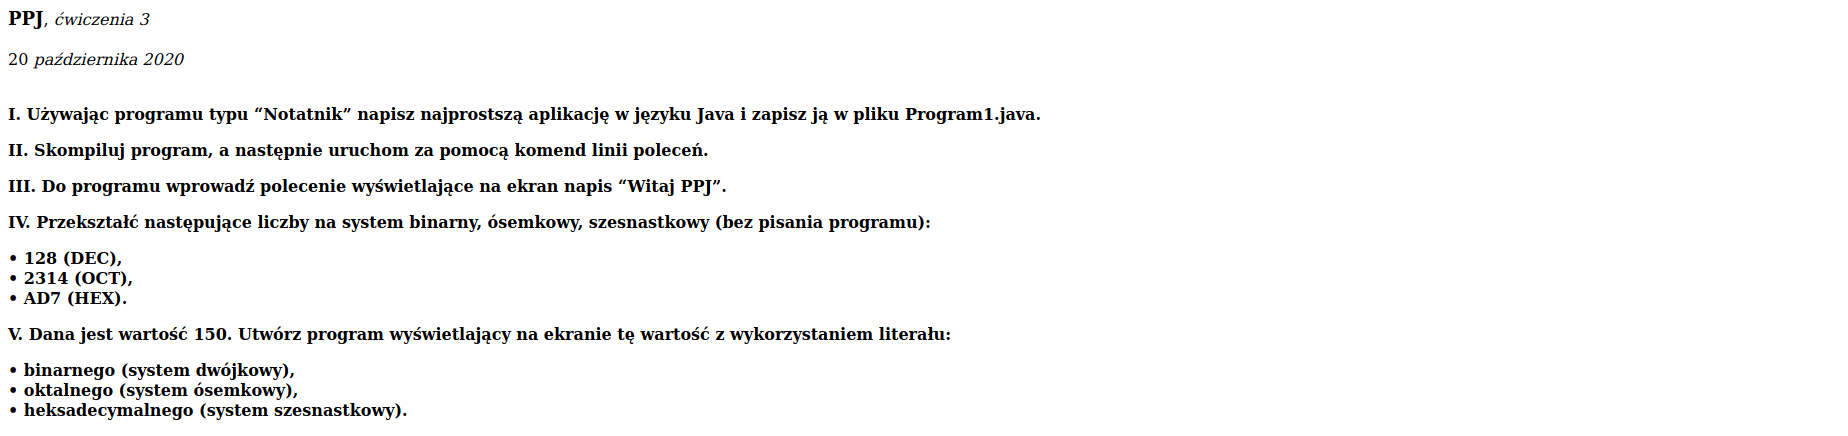 PPJ, ćwiczenia 3
20 października 2020
I. Używając programu typu “Notatnik” napisz najprostszą aplikację w języku Java i zapisz ją w pliku Program1.java.
II. Skompiluj program, a następnie uruchom za pomocą komend linii poleceń.
III. Do programu wprowadź polecenie wyświetlające na ekran napis “Witaj PPJ”.
IV. Przekształć następujące liczby na system binarny, ósemkowy, szesnastkowy (bez pisania programu):
• 128 (DEC),
• 2314 (OCT),
• AD7 (HEX).
V. Dana jest wartość 150. Utwórz program wyświetlający na ekranie tę wartość z wykorzystaniem literału:
• binarnego (system dwójkowy),
• oktalnego (system ósemkowy),
• heksadecymalnego (system szesnastkowy).